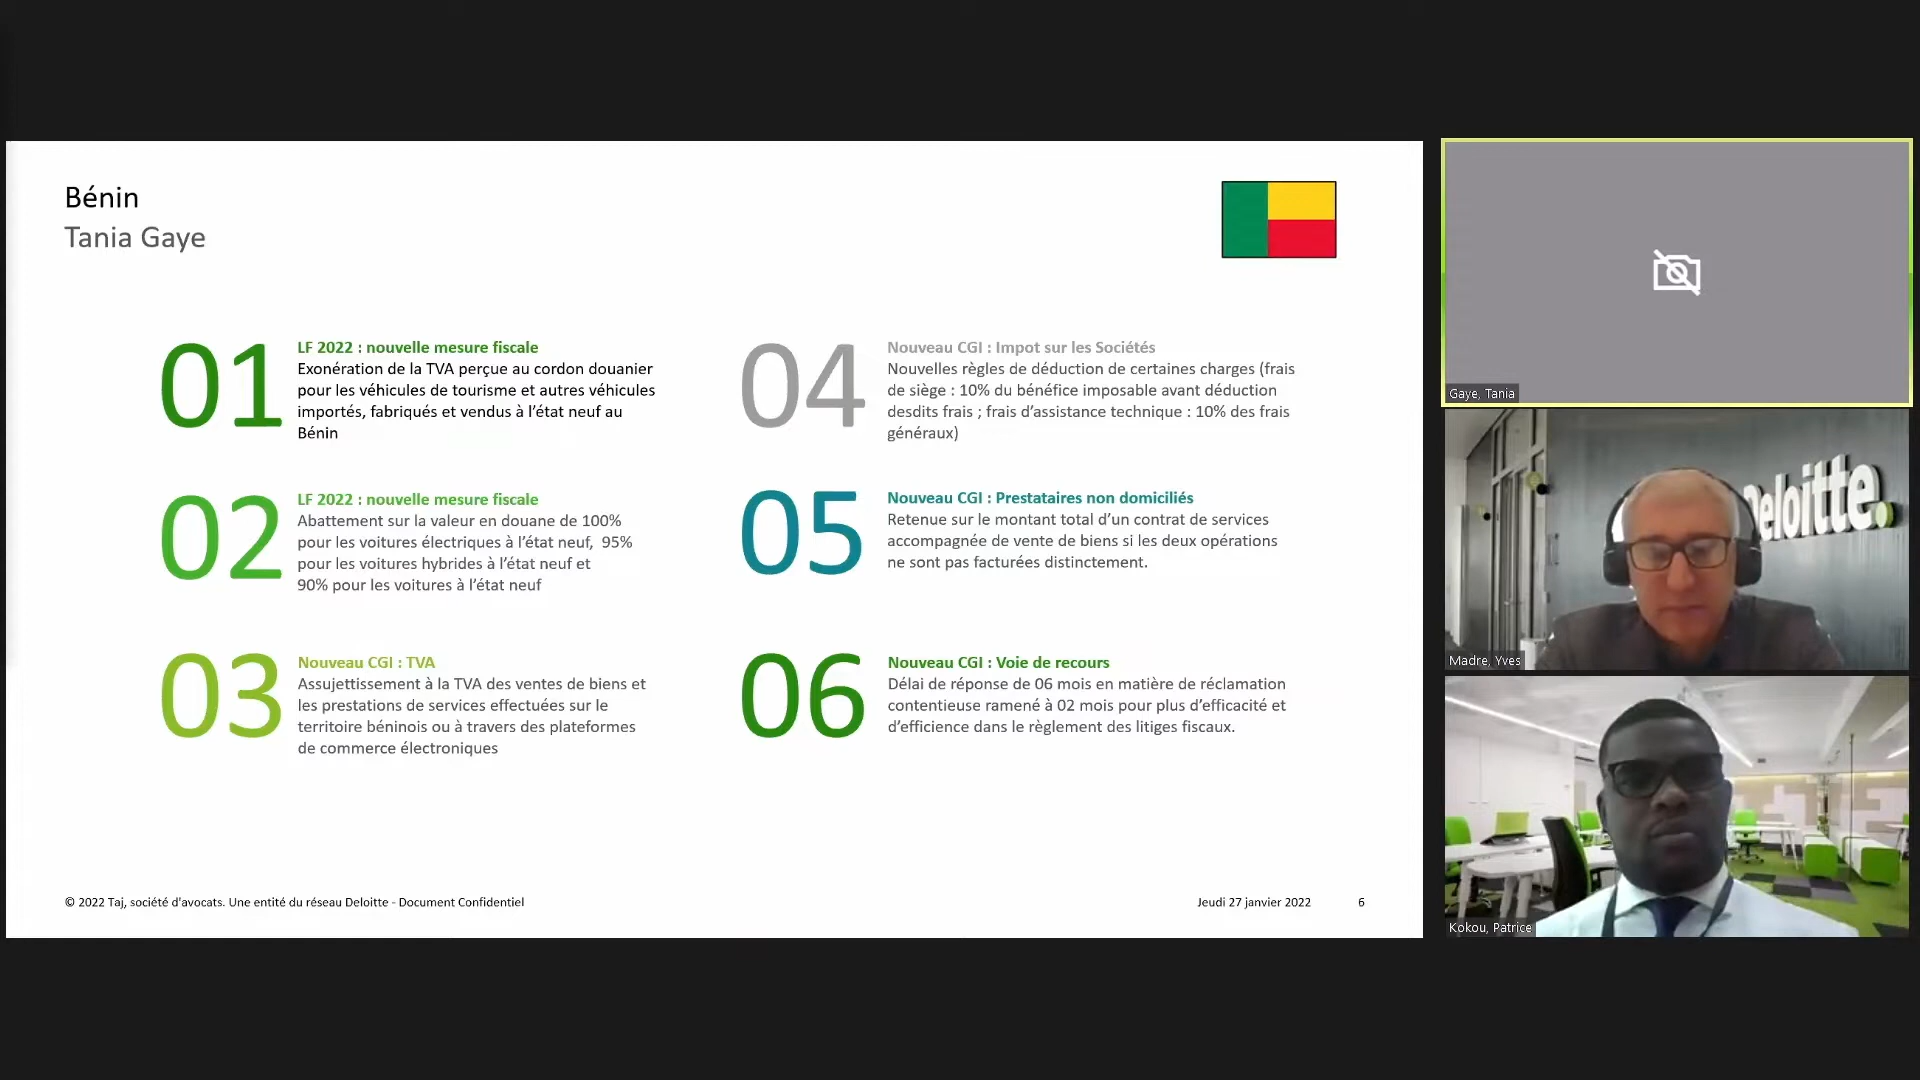 Bénin
Tania Gaye
01
LF 2022 : nouvelle mesure fiscale
Exonération de la TVA perçue au cordon douanier
pour les véhicules de tourisme et autres véhicules
importés, fabriqués et vendus à l’état neuf au
Bénin
02
LF 2022 : nouvelle mesure fiscale
Abattement sur la valeur en douane de 100%
pour les voitures électriques à l’état neuf, 95%
pour les voitures hybrides à l’état neuf et
90% pour les voitures à l’état neuf
03
Nouveau CGI : TVA
Assujettissement à la TVA des ventes de biens et
les prestations de services effectuées sur le
territoire béninois ou à travers des plateformes
de commerce électroniques
04
Nouveau CGI : Impot sur les Sociétés
Nouvelles règles de déduction de certaines charges (frais
de siège : 10% du bénéfice imposable avant déduction
desdits frais ; frais d’assistance technique : 10% des frais
généraux)
05
Nouveau CGI : Prestataires non domiciliés
Retenue sur le montant total d’un contrat de services
accompagnée de vente de biens si les deux opérations
ne sont pas facturées distinctement.
06
Nouveau CGI : Voie de recours
Délai de réponse de 06 mois en matière de réclamation
contentieuse ramené à 02 mois pour plus d’efficacité et
d’efficience dans le règlement des litiges fiscaux.
© 2022 Taj, société d'avocats. Une entité du réseau Deloitte - Document Confidentiel
Jeudi 27 janvier 2022
6
Gaye, Tania
Deloitte.
Madre, Yves
Kokou, Patrice